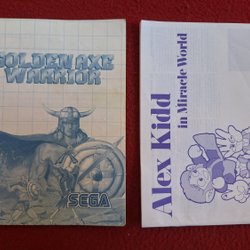 GOLDEN AXE
WARRIOR
SEGA
Alex Kidd
in Miracle World